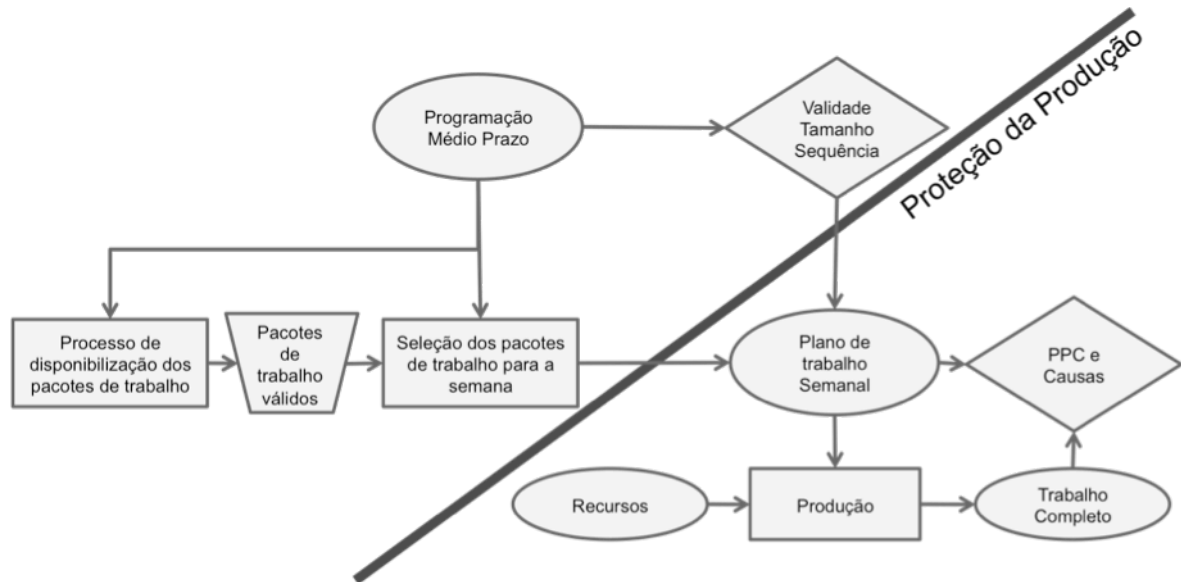 Programação
Médio Prazo
Validade
Tamanho
Sequência
Proteção da Produção
Processo de
disponibilização dos
pacotes de trabalho
Pacotes
de
trabalho
válidos
Seleção dos pacotes
de trabalho para a
semana
Plano de
trabalho
Semanal
PPC e
Causas
Recursos
Produção
Trabalho
Completo